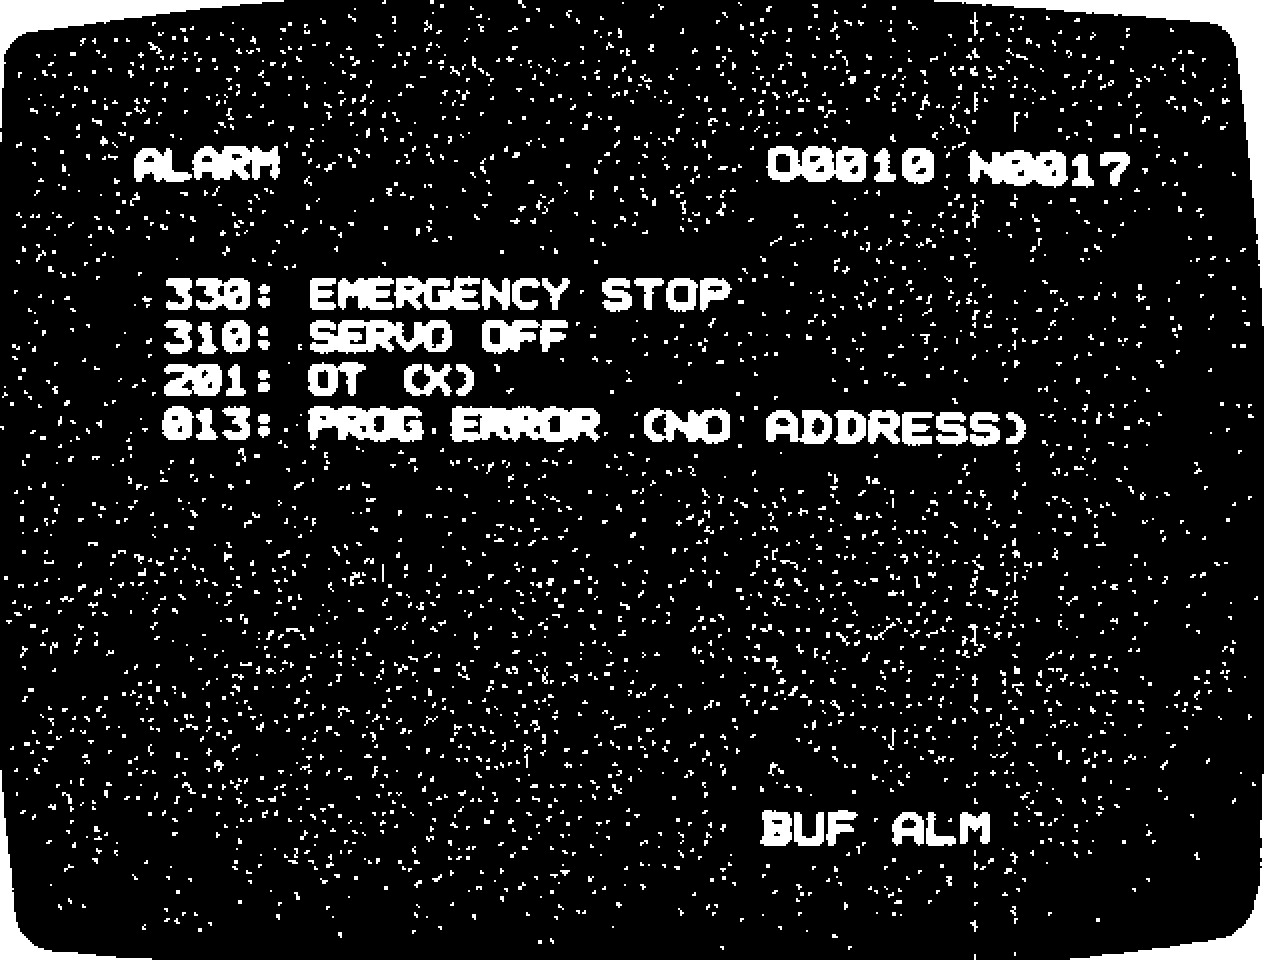 ALARM O0010 N0017
330: EMERGENCY STOP
310: SERVO OFF
201: OT (X)
013: PROG ERROR (NO ADDRESS)
BUF ALM